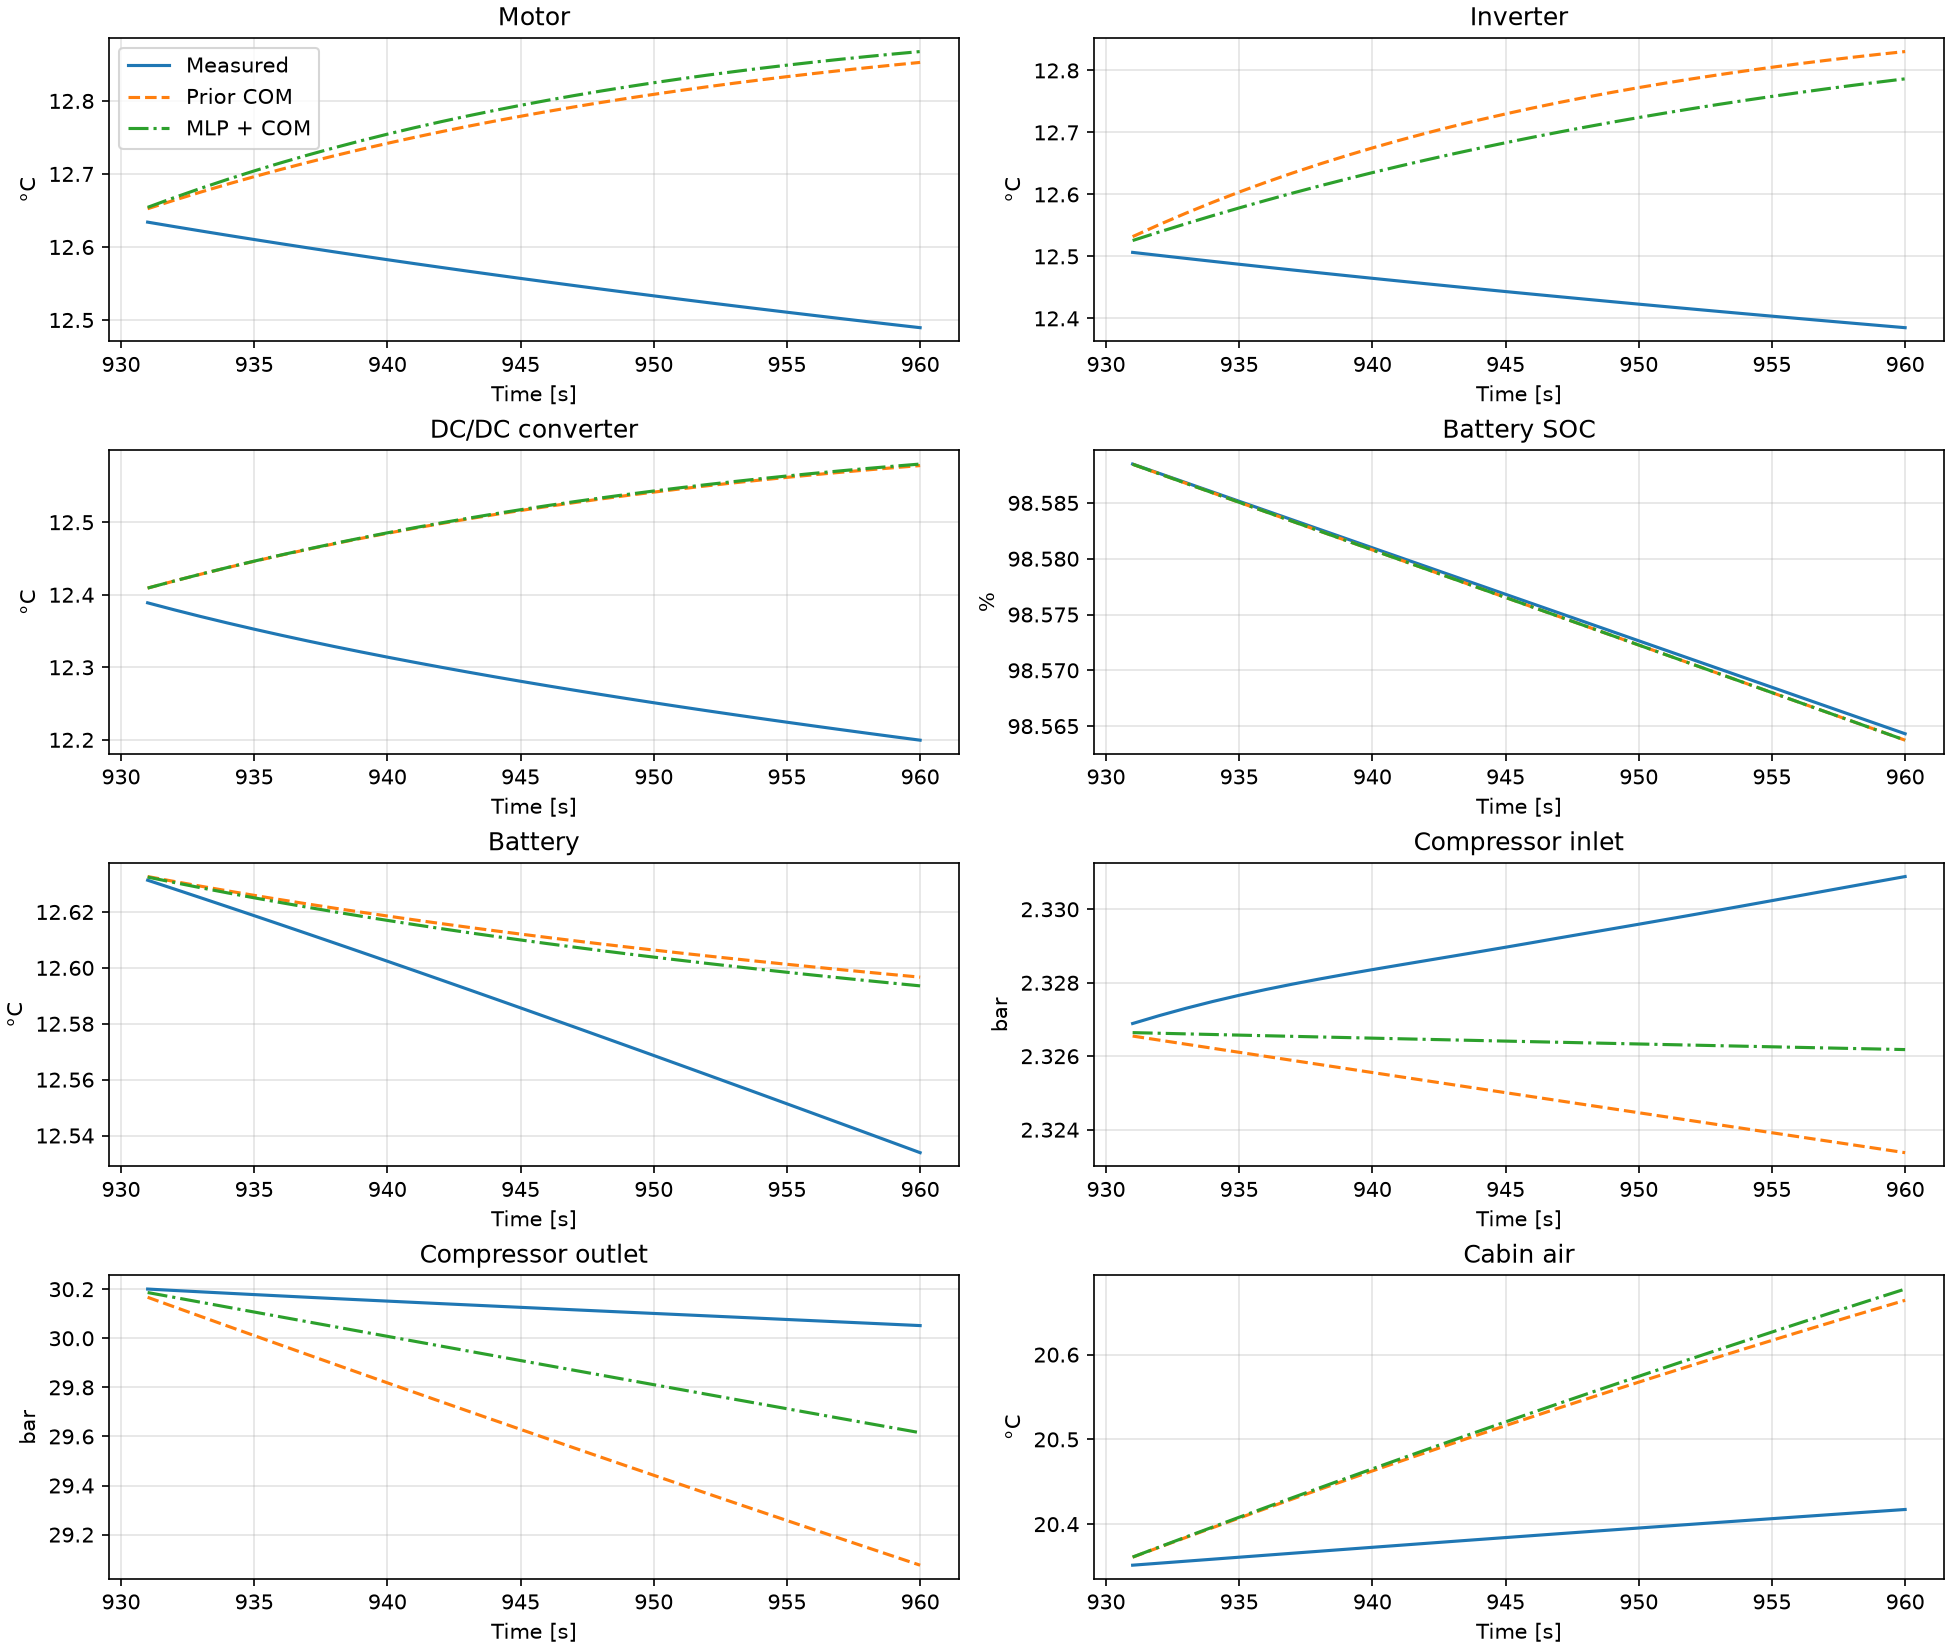 Motor
°C
12.8
12.7
12.6
12.5
Measured
Prior COM
MLP + COM
930 935 940 945 950 955 960
Time [s]
Inverter
°C
12.8
12.7
12.6
12.5
12.4
930 935 940 945 950 955 960
Time [s]
DC/DC converter
°C
12.5
12.4
12.3
12.2
930 935 940 945 950 955 960
Time [s]
Battery SOC
%
98.585
98.580
98.575
98.570
98.565
930 935 940 945 950 955 960
Time [s]
Battery
°C
12.62
12.60
12.58
12.56
12.54
930 935 940 945 950 955 960
Time [s]
Compressor inlet
bar
2.330
2.328
2.326
2.324
930 935 940 945 950 955 960
Time [s]
Compressor outlet
bar
30.2
30.0
29.8
29.6
29.4
29.2
930 935 940 945 950 955 960
Time [s]
Cabin air
°C
20.6
20.5
20.4
930 935 940 945 950 955 960
Time [s]